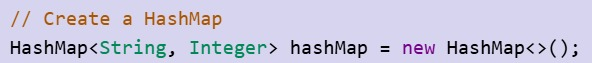 // Create a HashMap
HashMap<String, Integer> hashMap = new HashMap<>();